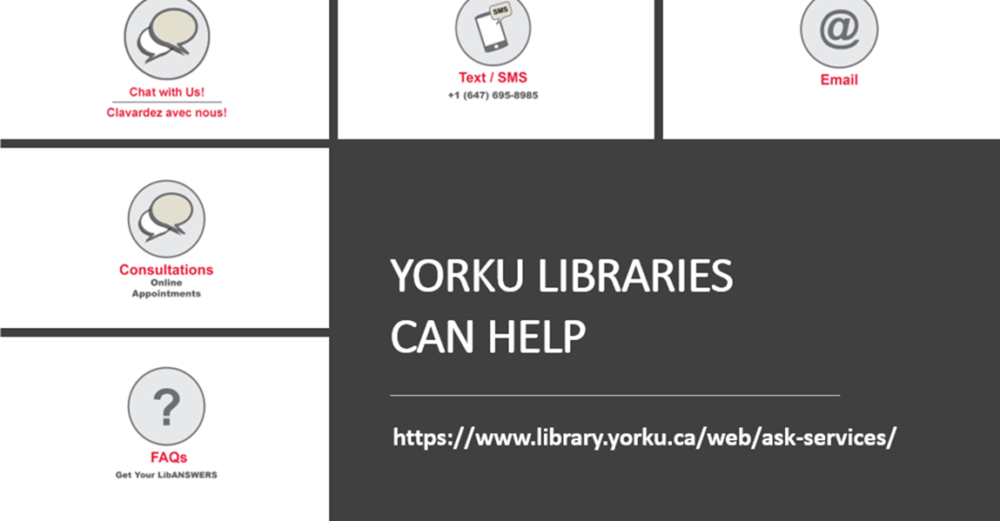 Chat with Us!
Clavardez avec nous!
SMS
Text / SMS
+1 (647) 695-8985
@
Email
Consultations
Online
Appointments
YORKU LIBRARIES
CAN HELP
https://www.library.yorku.ca/web/ask-services/
?
FAQs
Get Your LibANSWERS